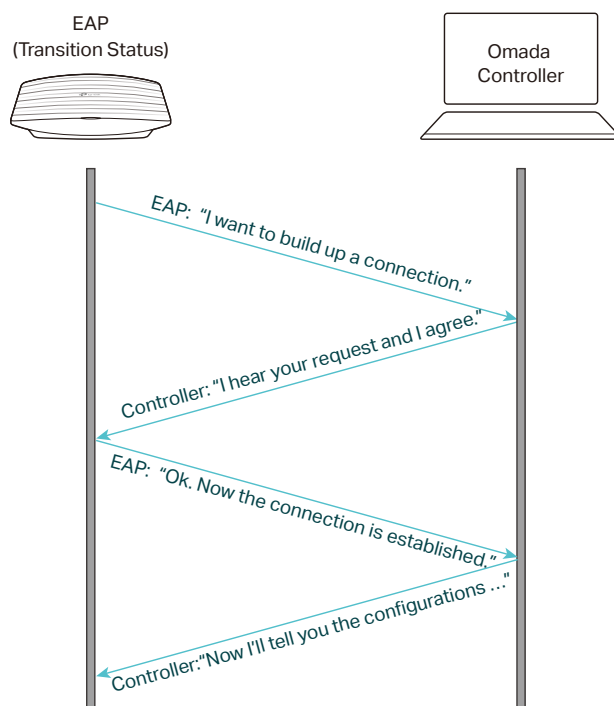 EAP
(Transition Status)
Omada
Controller
EAP: “I want to build up a connection.“
Controller: “I hear your request and I agree.”
EAP: “Ok. Now the connection is established.“
Controller:“Now I'll tell you the configurations ...”